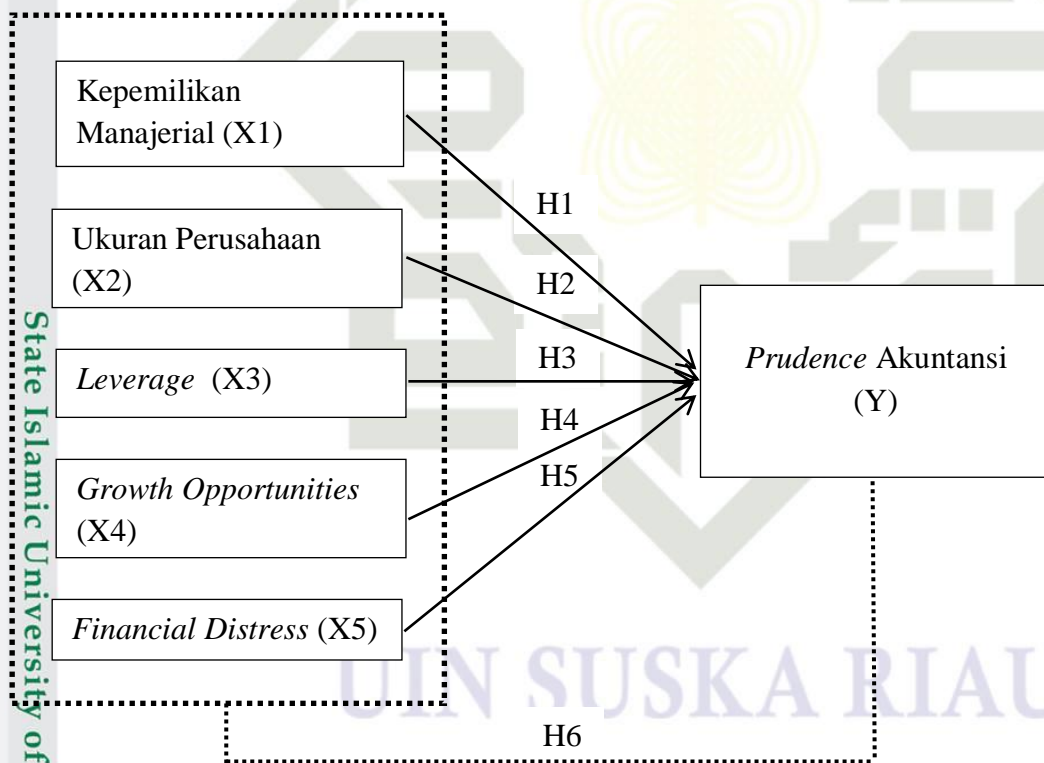 Kepemilikan
Manajerial (X1)
Ukuran Perusahaan
(X2)
Leverage (X3)
Growth Opportunities
(X4)
Financial Distress (X5)
H1
H2
H3
H4
H5
Prudence Akuntansi
(Y)
H6
State Islamic University of
UIN SUSKA RIAU